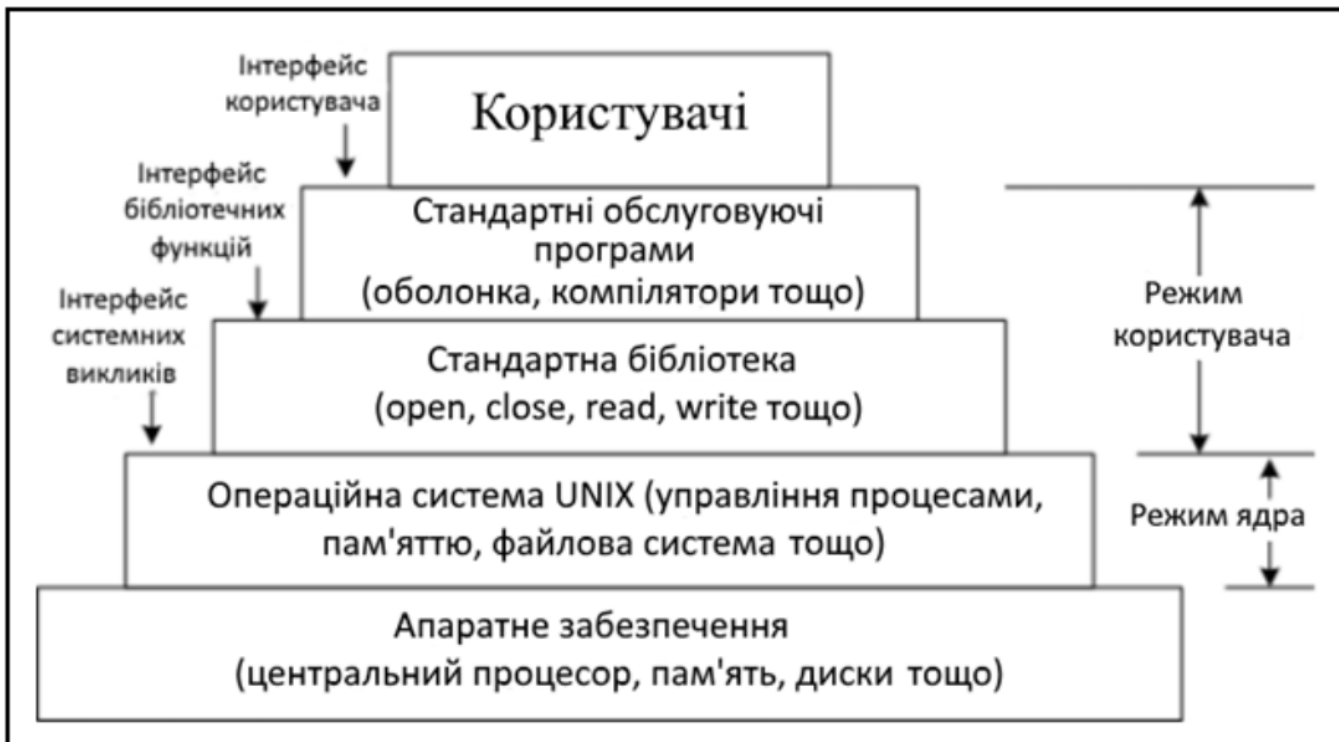 Інтерфейс
користувача
Користувачі
Інтерфейс
бібліотечних
функцій
Стандартні обслуговуючі
програми
(оболонка, компілятори тощо)
Інтерфейс
системних
викликів
Стандартна бібліотека
(open, close, read, write тощо)
Режим
користувача
Операційна система UNIX (управління процесами,
пам'яттю, файлова система тощо)
Режим ядра
Апаратне забезпечення
(центральний процесор, пам'ять, диски тощо)